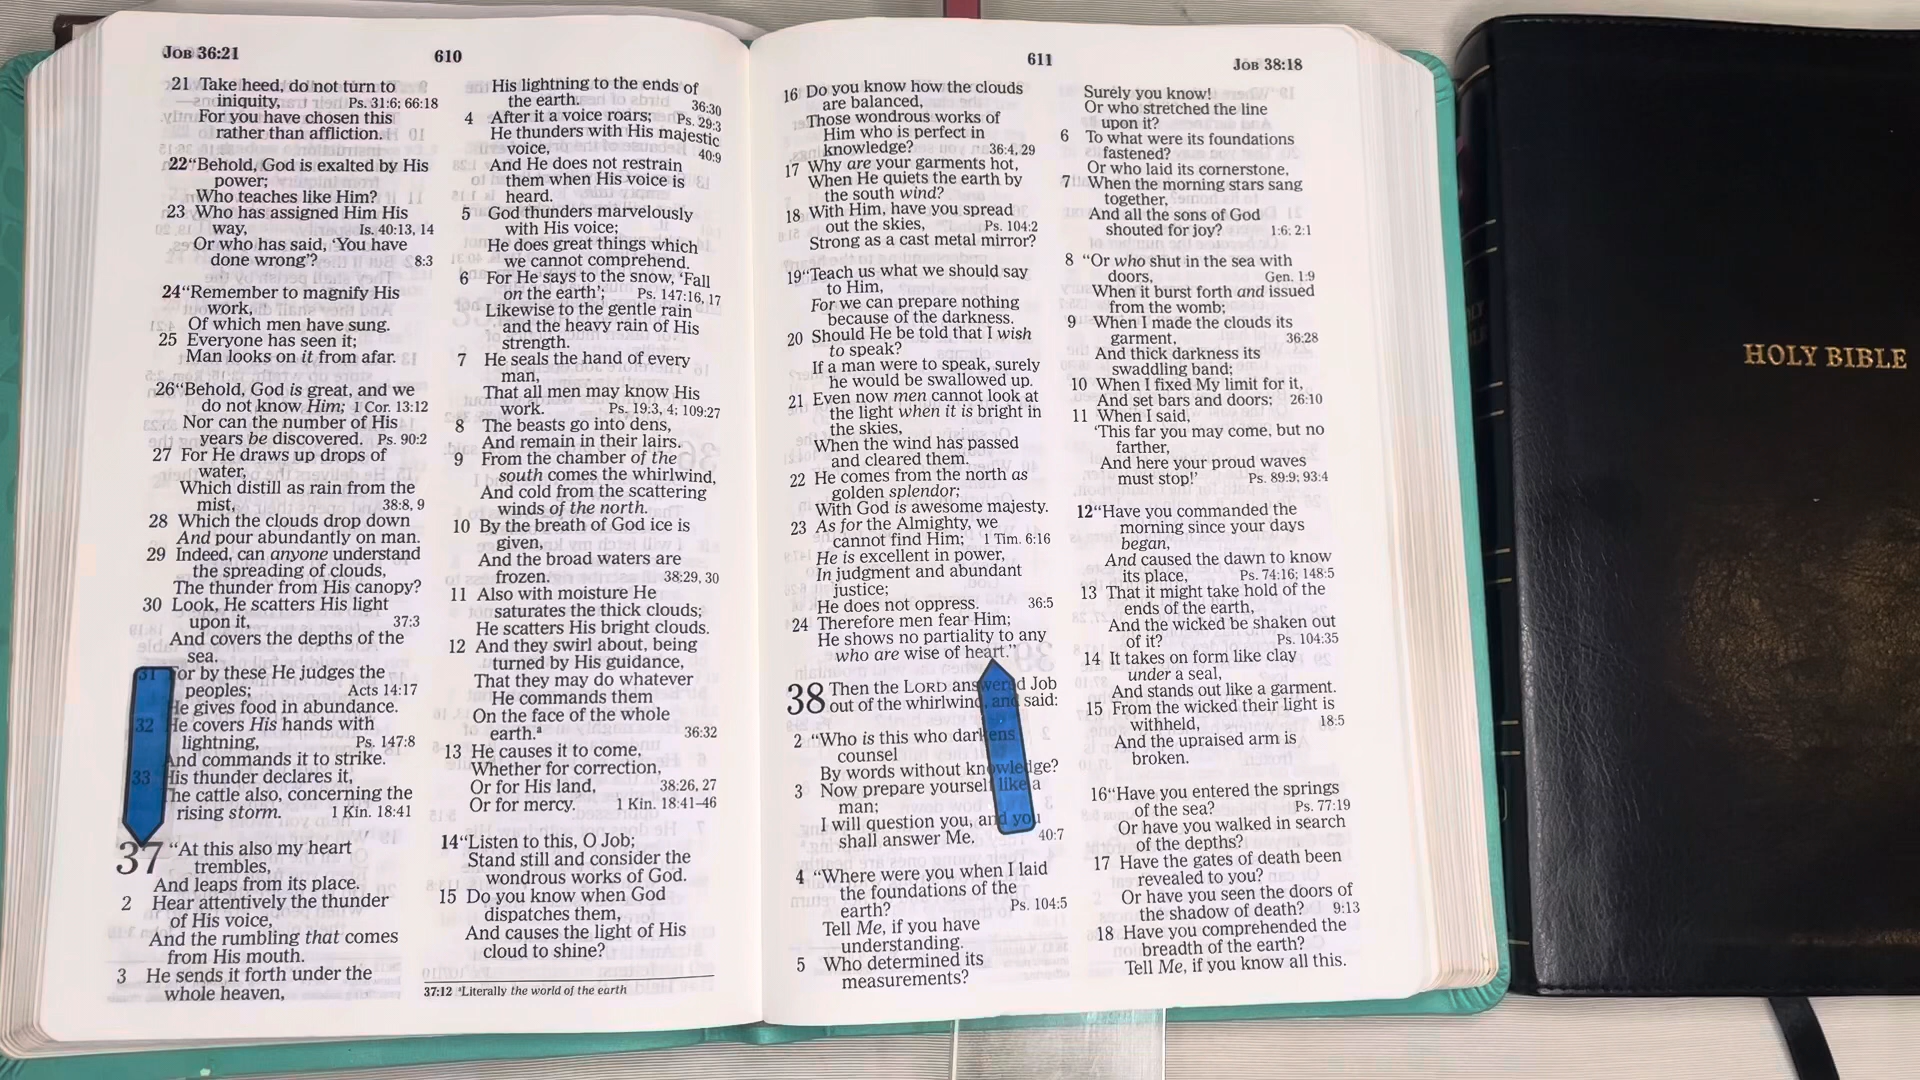 JOB 36:21
610
21 Take heed, do not turn to
iniquity, Ps. 31:6; 66:18
For you have chosen this
rather than affliction.
22 “Behold, God is exalted by His
power;
Who teaches like Him?
23 Who has assigned Him His
way, Is. 40:13, 14
Or who has said, ‘You have
done wrong’? 8:3
24 “Remember to magnify His
work,
Of which men have sung.
25 Everyone has seen it;
Man looks on it from afar.
26 “Behold, God is great, and we
do not know Him; 1 Cor. 13:12
Nor can the number of His
years be discovered. Ps. 90:2
27 For He draws up drops of
water,
Which distill as rain from the
mist, 38:8, 9
28 Which the clouds drop down
And pour abundantly on man.
29 Indeed, can anyone understand
the spreading of clouds,
The thunder from His canopy?
30 Look, He scatters His light
upon it, 37:3
And covers the depths of the
sea.
31 For by these He judges the
peoples; Acts 14:17
He gives food in abundance.
32 He covers His hands with
lightning, Ps. 147:8
And commands it to strike.
33 His thunder declares it,
The cattle also, concerning the
rising storm. 1 Kin. 18:41
37 “At this also my heart
trembles,
And leaps from its place.
2 Hear attentively the thunder
of His voice,
And the rumbling that comes
from His mouth.
3 He sends it forth under the
whole heaven,
His lightning to the ends of
the earth. 36:30
4 After it a voice roars; Ps. 29:3
He thunders with His majestic
voice, 40:9
And He does not restrain
them when His voice is
heard.
5 God thunders marvelously
with His voice;
He does great things which
we cannot comprehend.
6 For He says to the snow, ‘Fall
on the earth’; Ps. 147:16, 17
Likewise to the gentle rain
and the heavy rain of His
strength.
7 He seals the hand of every
man,
That all men may know His
work. Ps. 19:3, 4; 109:27
8 The beasts go into dens,
And remain in their lairs.
9 From the chamber of the
south comes the whirlwind,
And cold from the scattering
winds of the north.
10 By the breath of God ice is
given,
And the broad waters are
frozen. 38:29, 30
11 Also with moisture He
saturates the thick clouds;
He scatters His bright clouds.
12 And they swirl about, being
turned by His guidance,
That they may do whatever
He commands them
On the face of the whole
earth.ᵃ 36:32
13 He causes it to come,
Whether for correction,
Or for His land, 38:26, 27
Or for mercy. 1 Kin. 18:41–46
14 “Listen to this, O Job;
Stand still and consider the
wondrous works of God.
15 Do you know when God
dispatches them,
And causes the light of His
cloud to shine?
37:12 ᵃLiterally the world of the earth
611
JOB 38:18
16 Do you know how the clouds
are balanced,
Those wondrous works of
Him who is perfect in
knowledge? 36:4, 29
17 Why are your garments hot,
When He quiets the earth by
the south wind?
18 With Him, have you spread
out the skies, Ps. 104:2
Strong as a cast metal mirror?
19 “Teach us what we should say
to Him,
For we can prepare nothing
because of the darkness.
20 Should He be told that I wish
to speak?
If a man were to speak, surely
he would be swallowed up.
21 Even now men cannot look at
the light when it is bright in
the skies,
When the wind has passed
and cleared them.
22 He comes from the north as
golden splendor;
With God is awesome majesty.
23 As for the Almighty, we
cannot find Him; 1 Tim. 6:16
He is excellent in power,
In judgment and abundant
justice;
He does not oppress. 36:5
24 Therefore men fear Him;
He shows no partiality to any
who are wise of heart.”
38 Then the LORD answered Job
out of the whirlwind, and said:
2 “Who is this who darkens
counsel
By words without knowledge?
3 Now prepare yourself like a
man;
I will question you, and you
shall answer Me. 40:7
4 “Where were you when I laid
the foundations of the
earth? Ps. 104:5
Tell Me, if you have
understanding.
5 Who determined its
measurements?
Surely you know!
Or who stretched the line
upon it?
6 To what were its foundations
fastened?
Or who laid its cornerstone,
7 When the morning stars sang
together,
And all the sons of God
shouted for joy? 1:6; 2:1
8 “Or who shut in the sea with
doors, Gen. 1:9
When it burst forth and issued
from the womb;
9 When I made the clouds its
garment, 36:28
And thick darkness its
swaddling band;
10 When I fixed My limit for it,
And set bars and doors; 26:10
11 When I said,
‘This far you may come, but no
farther,
And here your proud waves
must stop!’ Ps. 89:9; 93:4
12 “Have you commanded the
morning since your days
began,
And caused the dawn to know
its place, Ps. 74:16; 148:5
13 That it might take hold of the
ends of the earth,
And the wicked be shaken out
of it? Ps. 104:35
14 It takes on form like clay
under a seal,
And stands out like a garment.
15 From the wicked their light is
withheld, 18:5
And the upraised arm is
broken.
16 “Have you entered the springs
of the sea? Ps. 77:19
Or have you walked in search
of the depths?
17 Have the gates of death been
revealed to you?
Or have you seen the doors of
the shadow of death? 9:13
18 Have you comprehended the
breadth of the earth?
Tell Me, if you know all this.
HOLY BIBLE